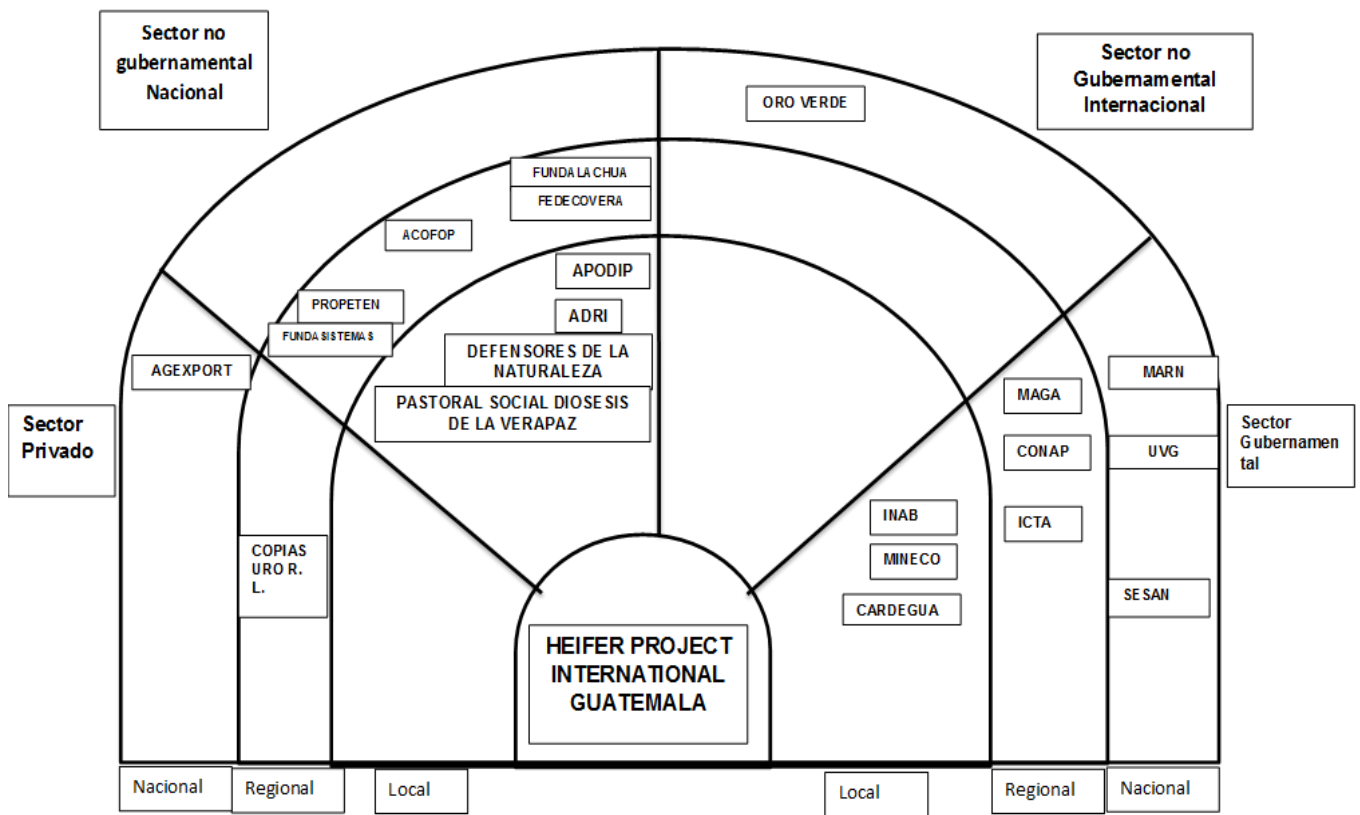 Sector no
gubernamental
Nacional
Sector no
Gubernamental
Internacional
ORO VERDE
FUNDALACHUA
FEDECOVERA
ACOFOP
APODIP
PROPETEN
ADRI
FUNDASISTEMAS
DEFENSORES DE LA
NATURALEZA
AGEXPORT
MARN
PASTORAL SOCIAL DIOSESIS
DE LA VERAPAZ
MAGA
Sector
Privado
Sector
Gubernamen
tal
CONAP
UVG
INAB
ICTA
COPIAS
URO R.
L.
MINECO
SESAN
CARDEGUA
HEIFER PROJECT
INTERNATIONAL
GUATEMALA
Nacional
Regional
Local
Local
Regional
Nacional